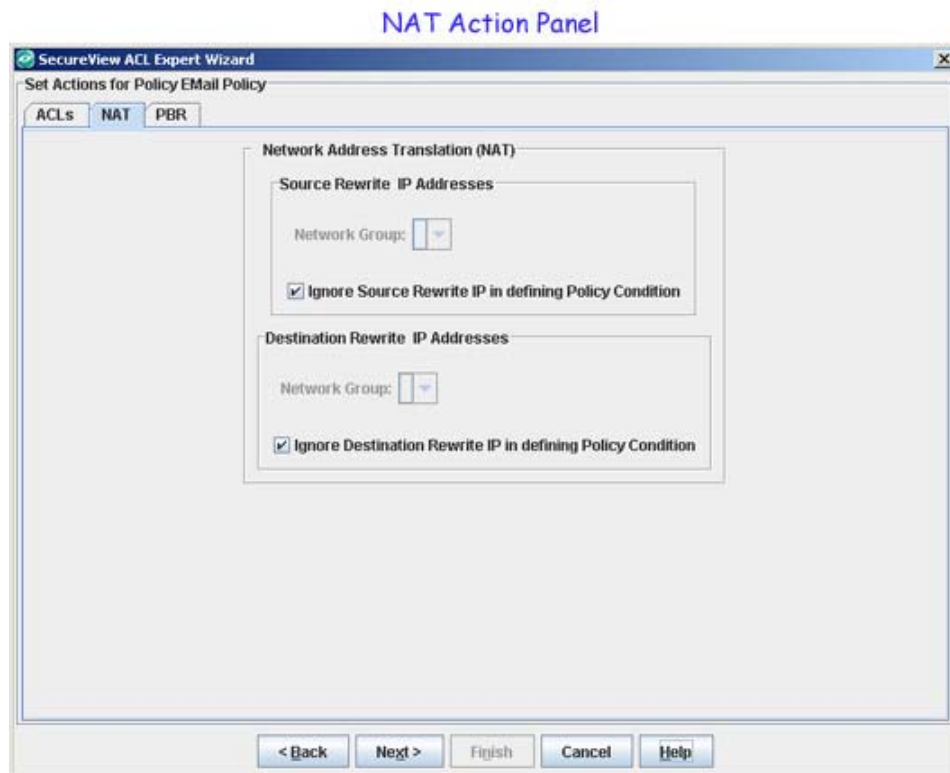 NAT Action Panel
SecureView ACL Expert Wizard
Set Actions for Policy EMail Policy
ACLs NAT PBR
Network Address Translation (NAT)
Source Rewrite IP Addresses
Network Group:
Ignore Source Rewrite IP in defining Policy Condition
Destination Rewrite IP Addresses
Network Group:
Ignore Destination Rewrite IP in defining Policy Condition
< Back Next > Finish Cancel Help